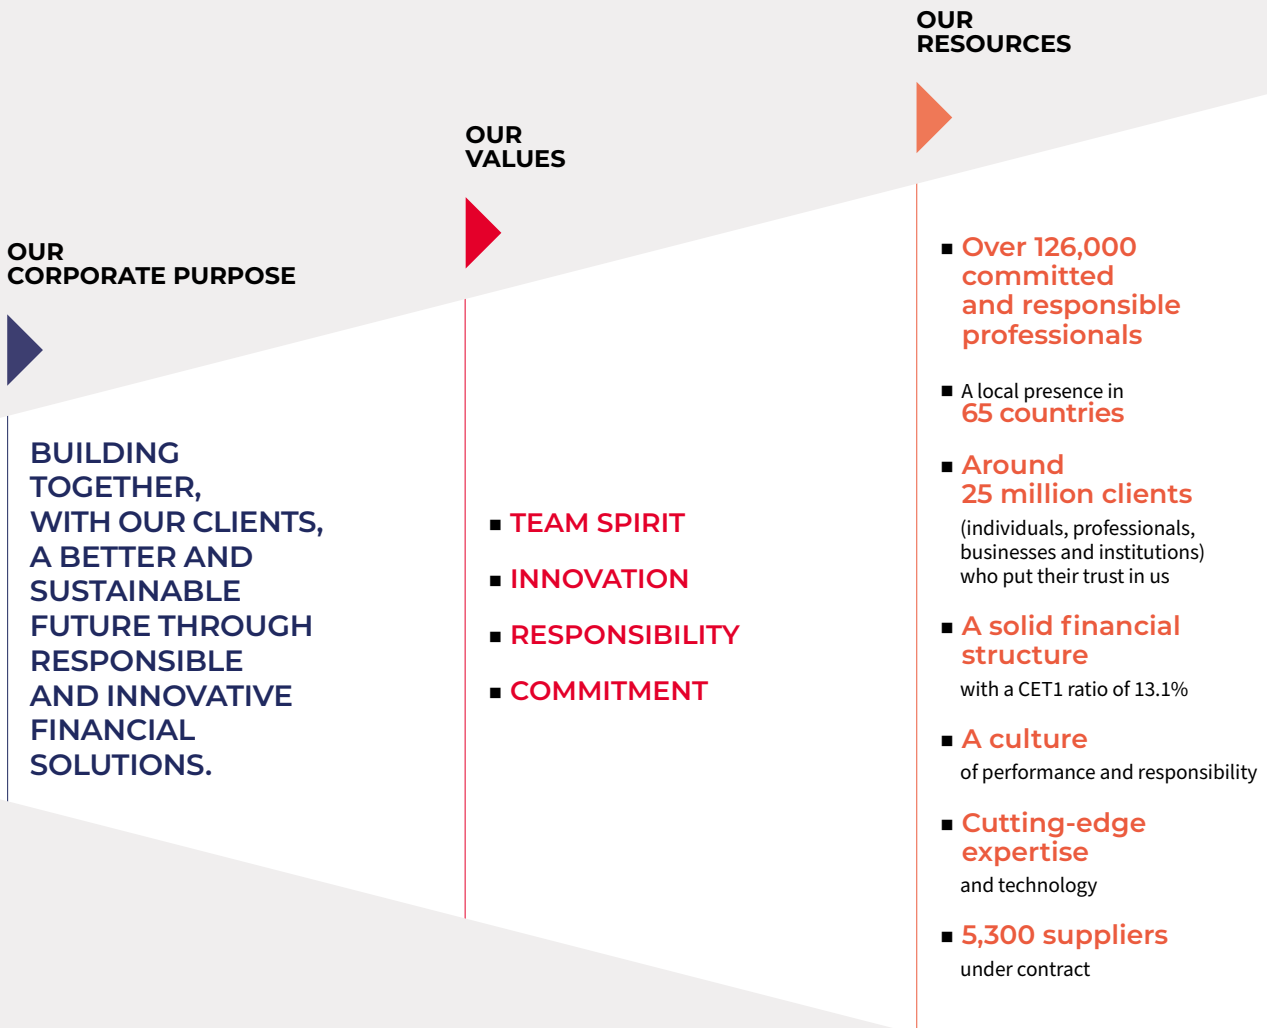 OUR
CORPORATE PURPOSE
BUILDING
TOGETHER,
WITH OUR CLIENTS,
A BETTER AND
SUSTAINABLE
FUTURE THROUGH
RESPONSIBLE
AND INNOVATIVE
FINANCIAL
SOLUTIONS.
OUR
VALUES
■ TEAM SPIRIT
■ INNOVATION
■ RESPONSIBILITY
■ COMMITMENT
OUR
RESOURCES
■ Over 126,000
committed
and responsible
professionals
■ A local presence in
65 countries
■ Around
25 million clients
(individuals, professionals,
businesses and institutions)
who put their trust in us
■ A solid financial
structure
with a CET1 ratio of 13.1%
■ A culture
of performance and responsibility
■ Cutting-edge
expertise
and technology
■ 5,300 suppliers
under contract